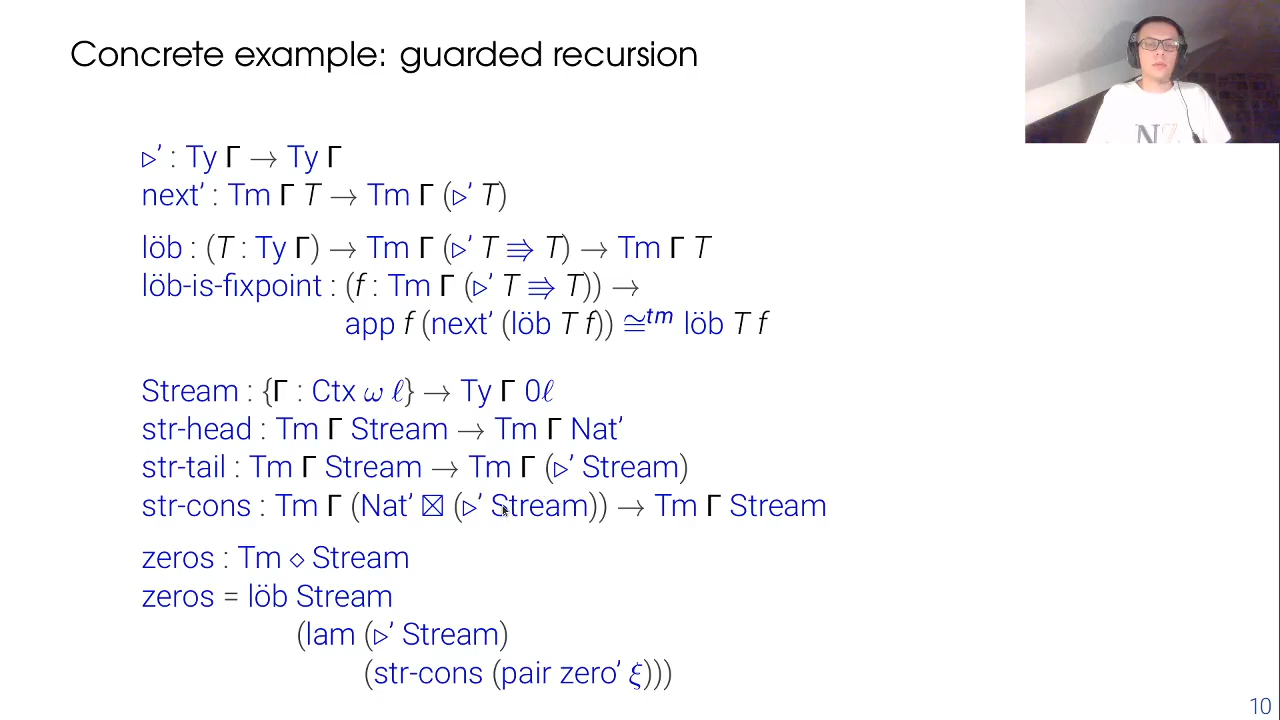 Concrete example: guarded recursion
▹’ : Ty Γ → Ty Γ
next’ : Tm Γ T → Tm Γ (▹’ T)
löb : (T : Ty Γ) → Tm Γ (▹’ T ⇛ T) → Tm Γ T
löb-is-fixpoint : (f : Tm Γ (▹’ T ⇛ T)) →
app f (next’ (löb T f)) ≅ᵗᵐ löb T f
Stream : {Γ : Ctx ω ℓ} → Ty Γ 0ℓ
str-head : Tm Γ Stream → Tm Γ Nat’
str-tail : Tm Γ Stream → Tm Γ (▹’ Stream)
str-cons : Tm Γ (Nat’ ⊠ (▹’ Stream)) → Tm Γ Stream
zeros : Tm ⋄ Stream
zeros = löb Stream
(lam (▹’ Stream)
(str-cons (pair zero’ ξ)))
NZ
10